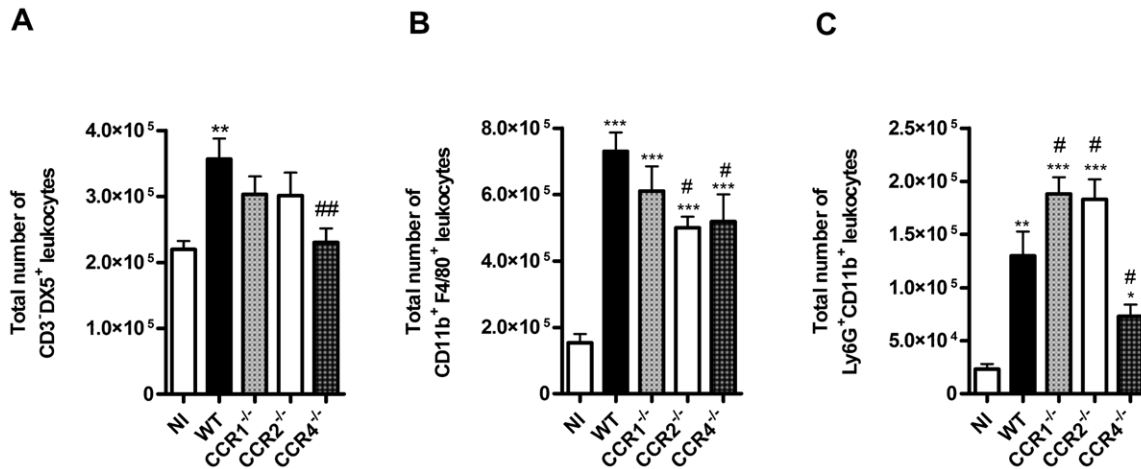 A
Total number of
CD3⁻DX5⁺ leukocytes
4.0×10⁵
3.0×10⁵
2.0×10⁵
1.0×10⁵
0
**
##
NI
WT
CCR1⁻/⁻
CCR2⁻/⁻
CCR4⁻/⁻
B
Total number of
CD11b⁺ F4/80⁺ leukocytes
8.0×10⁵
6.0×10⁵
4.0×10⁵
2.0×10⁵
0
***
***
#
***
#
***
NI
WT
CCR1⁻/⁻
CCR2⁻/⁻
CCR4⁻/⁻
C
Total number of
Ly6G⁺CD11b⁺ leukocytes
2.5×10⁵
2.0×10⁵
1.5×10⁵
1.0×10⁵
5.0×10⁴
0
**
#
***
#
***
#
*
NI
WT
CCR1⁻/⁻
CCR2⁻/⁻
CCR4⁻/⁻